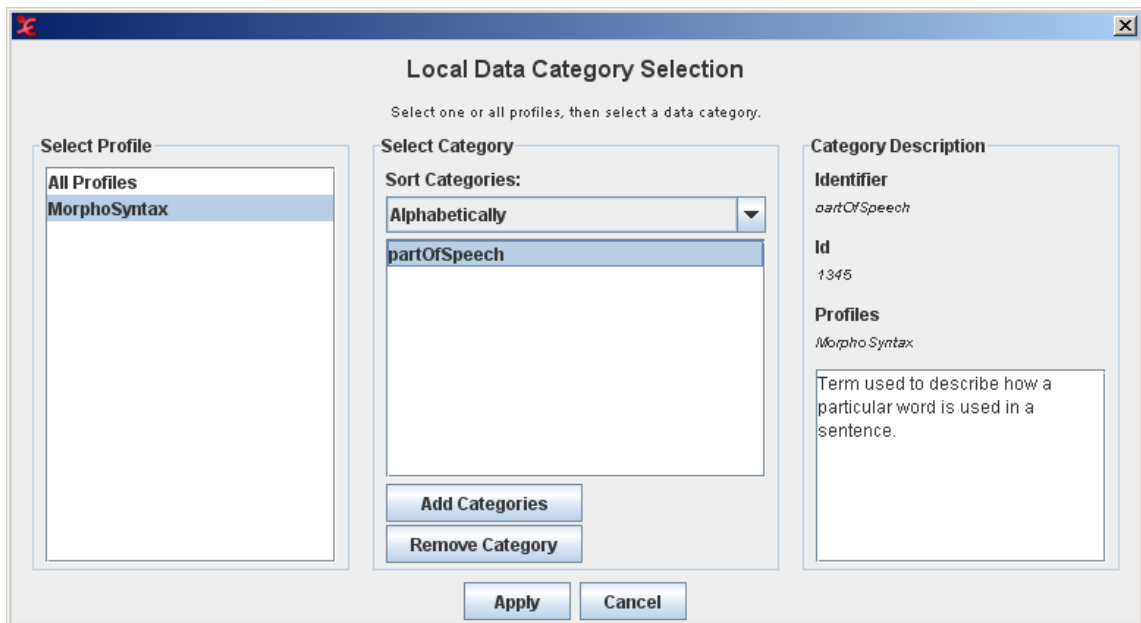 Local Data Category Selection
Select one or all profiles, then select a data category.
Select Profile
All Profiles
MorphoSyntax
Select Category
Sort Categories:
Alphabetically
partOfSpeech
Add Categories
Remove Category
Category Description
Identifier
partOfSpeech
Id
1345
Profiles
Morpho Syntax
Term used to describe how a
particular word is used in a
sentence.
Apply
Cancel